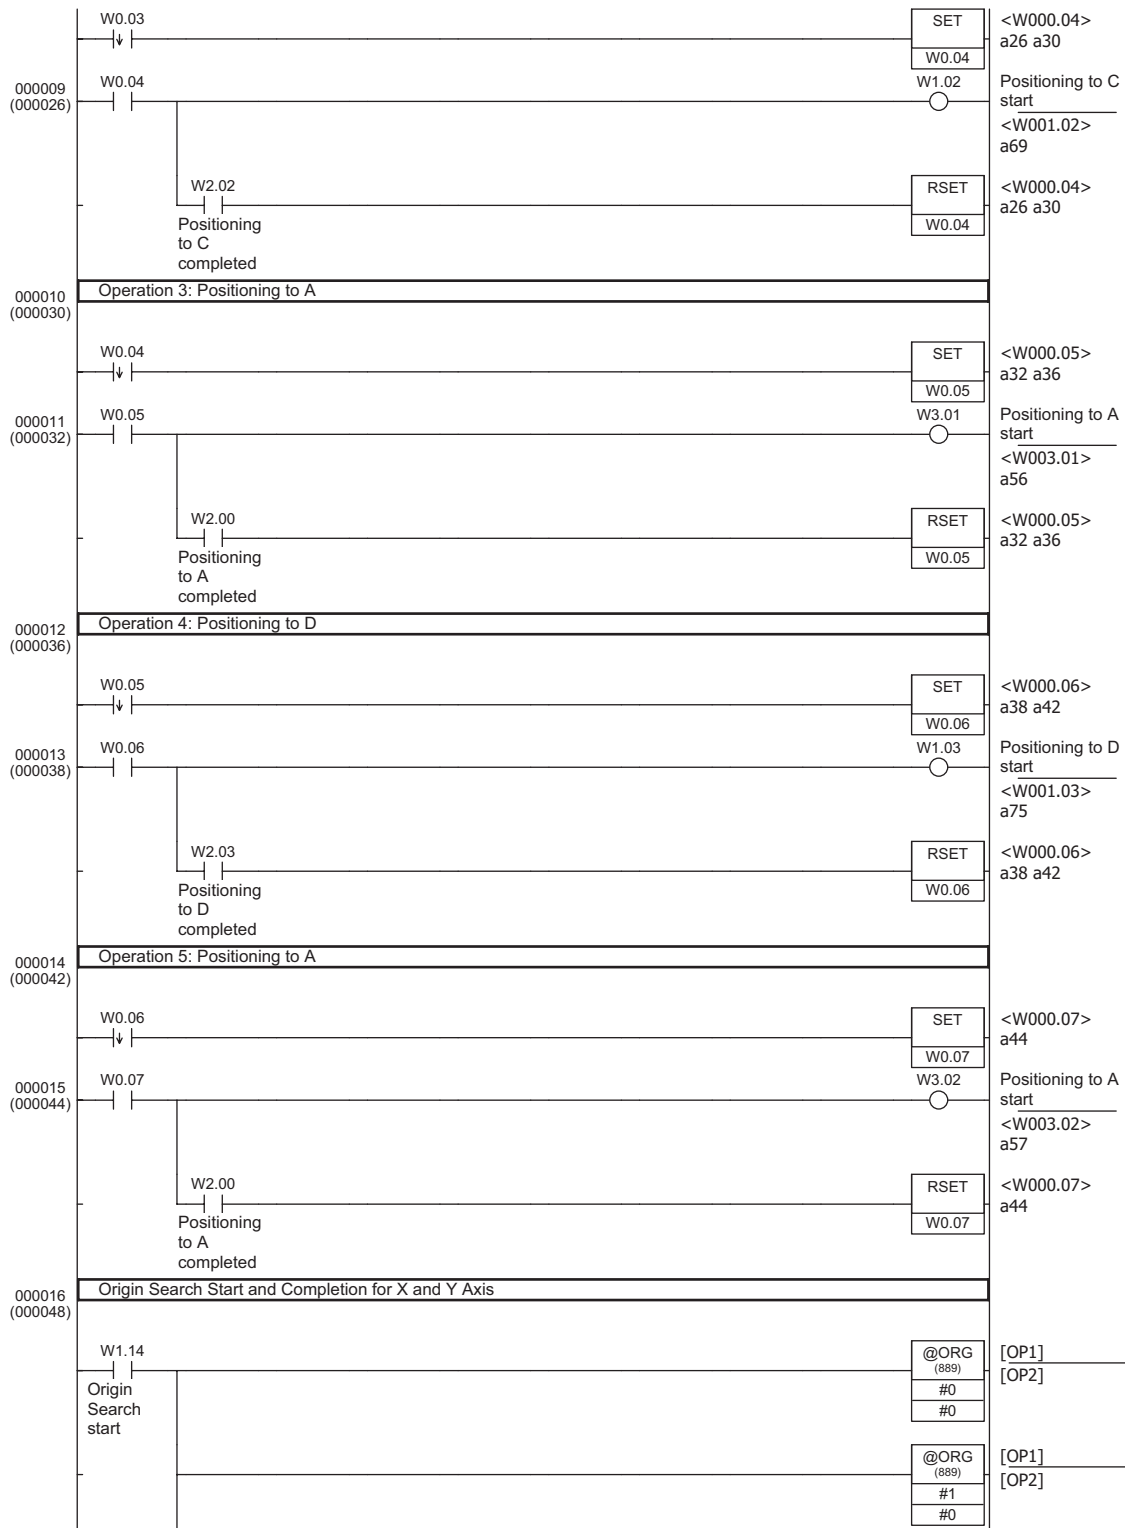 W0.03
SET
W0.04
<W000.04>
a26 a30
000009
(000026)
W0.04
W1.02
Positioning to C
start
<W001.02>
a69
W2.02
Positioning
to C
completed
RSET
W0.04
<W000.04>
a26 a30
000010
(000030)
Operation 3: Positioning to A
W0.04
SET
W0.05
<W000.05>
a32 a36
000011
(000032)
W0.05
W3.01
Positioning to A
start
<W003.01>
a56
W2.00
Positioning
to A
completed
RSET
W0.05
<W000.05>
a32 a36
000012
(000036)
Operation 4: Positioning to D
W0.05
SET
W0.06
<W000.06>
a38 a42
000013
(000038)
W0.06
W1.03
Positioning to D
start
<W001.03>
a75
W2.03
Positioning
to D
completed
RSET
W0.06
<W000.06>
a38 a42
000014
(000042)
Operation 5: Positioning to A
W0.06
SET
W0.07
<W000.07>
a44
000015
(000044)
W0.07
W3.02
Positioning to A
start
<W003.02>
a57
W2.00
Positioning
to A
completed
RSET
W0.07
<W000.07>
a44
000016
(000048)
Origin Search Start and Completion for X and Y Axis
W1.14
Origin
Search
start
@ORG
(889)
#0
#0
[OP1]
[OP2]
@ORG
(889)
#1
#0
[OP1]
[OP2]